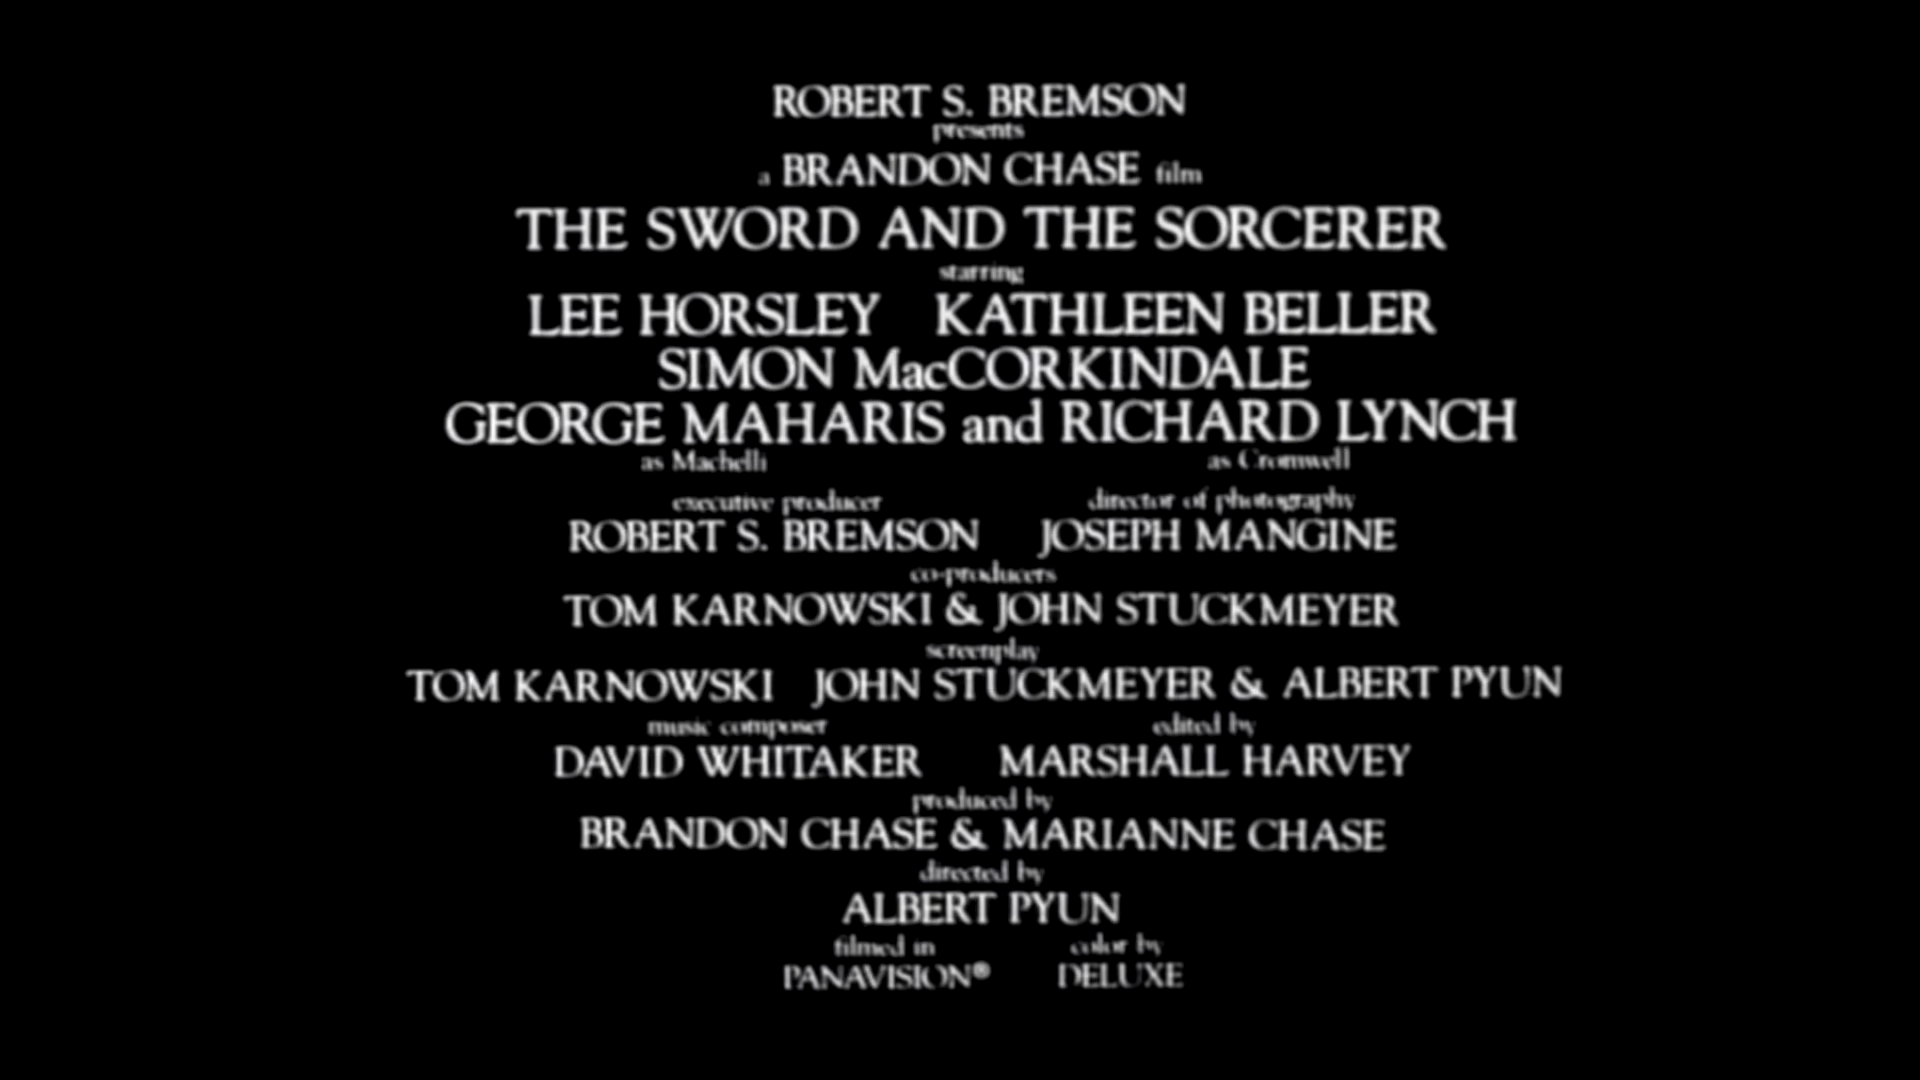 ROBERT S. BREMSON
presents
a BRANDON CHASE film
THE SWORD AND THE SORCERER
starring
LEE HORSLEY KATHLEEN BELLER
SIMON MacCORKINDALE
GEORGE MAHARIS and RICHARD LYNCH
as Machelli as Cromwell
executive producer director of photography
ROBERT S. BREMSON JOSEPH MANGINE
co-producers
TOM KARNOWSKI & JOHN STUCKMEYER
screenplay
TOM KARNOWSKI JOHN STUCKMEYER & ALBERT PYUN
music composer edited by
DAVID WHITAKER MARSHALL HARVEY
produced by
BRANDON CHASE & MARIANNE CHASE
directed by
ALBERT PYUN
filmed in color by
PANAVISION® DELUXE